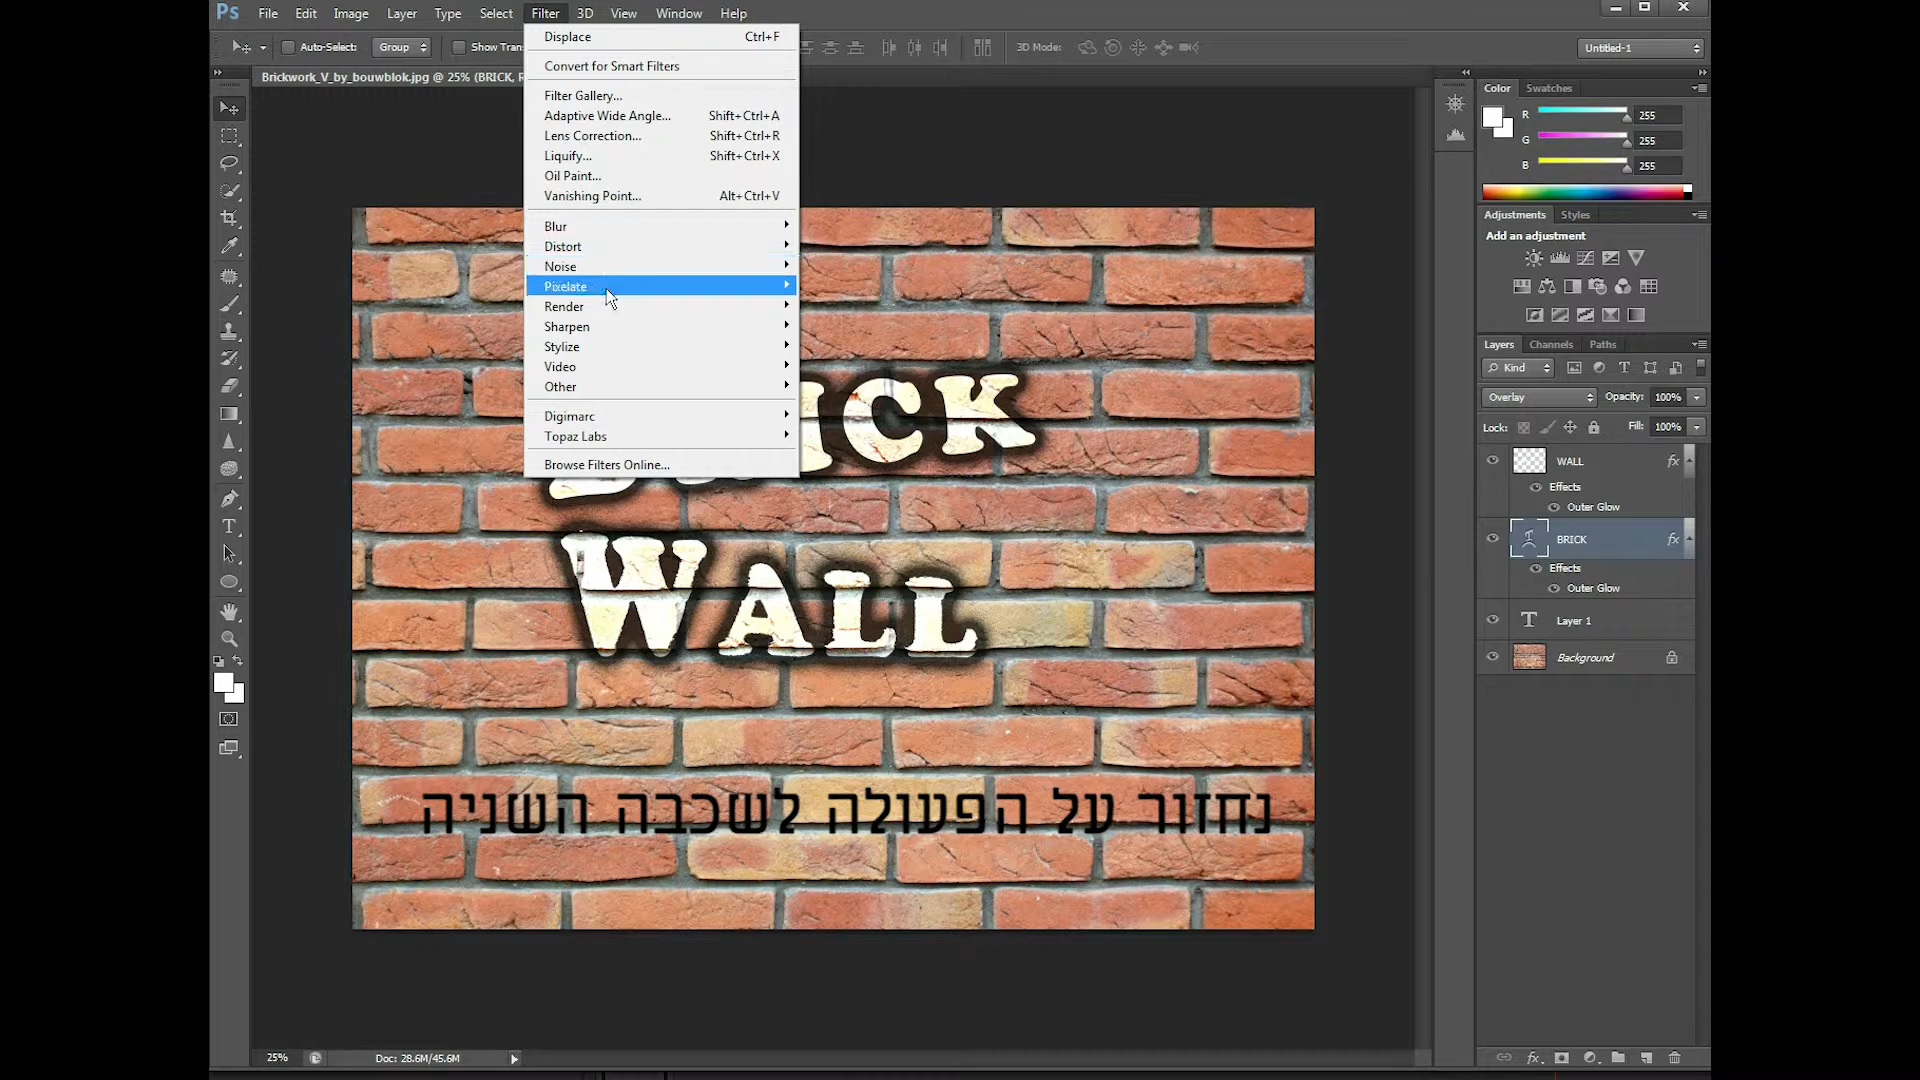 Ps File Edit Image Layer Type Select Filter 3D View Window Help
Auto-Select: Group Show 3D Mode: Untitled-1
Brickwork_V_by_bouwblok.jpg @ 25% (BRICK,
Displace Ctrl+F
Convert for Smart Filters
Filter Gallery...
Adaptive Wide Angle... Shift+Ctrl+A
Lens Correction... Shift+Ctrl+R
Liquify... Shift+Ctrl+X
Oil Paint...
Vanishing Point... Alt+Ctrl+V
Blur
Distort
Noise
Pixelate
Render
Sharpen
Stylize
Video
Other
Digimarc
Topaz Labs
Browse Filters Online...
ICK
WALL
נחזור על הפעולה לשכבה השניה
Color Swatches
R 255
G 255
B 255
Adjustments Styles
Add an adjustment
Layers Channels Paths
Kind
Overlay Opacity: 100%
Lock: Fill: 100%
WALL fx
Effects
Outer Glow
BRICK fx
Effects
Outer Glow
T Layer 1
Background
25% Doc: 28.6M/45.6M